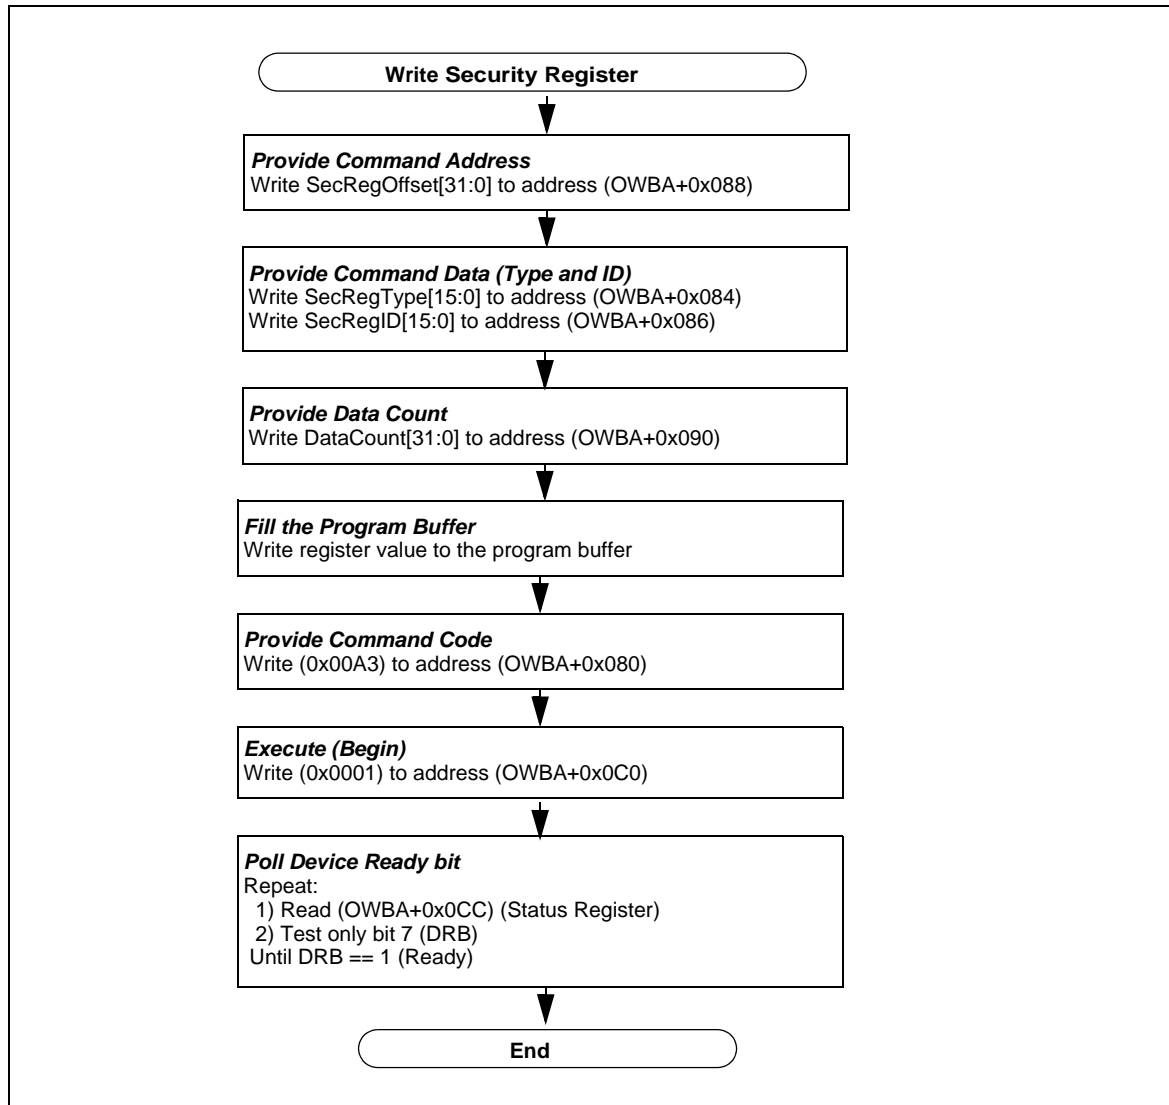 Write Security Register
Provide Command Address
Write SecRegOffset[31:0] to address (OWBA+0x088)
Provide Command Data (Type and ID)
Write SecRegType[15:0] to address (OWBA+0x084)
Write SecRegID[15:0] to address (OWBA+0x086)
Provide Data Count
Write DataCount[31:0] to address (OWBA+0x090)
Fill the Program Buffer
Write register value to the program buffer
Provide Command Code
Write (0x00A3) to address (OWBA+0x080)
Execute (Begin)
Write (0x0001) to address (OWBA+0x0C0)
Poll Device Ready bit
Repeat:
1) Read (OWBA+0x0CC) (Status Register)
2) Test only bit 7 (DRB)
Until DRB == 1 (Ready)
End